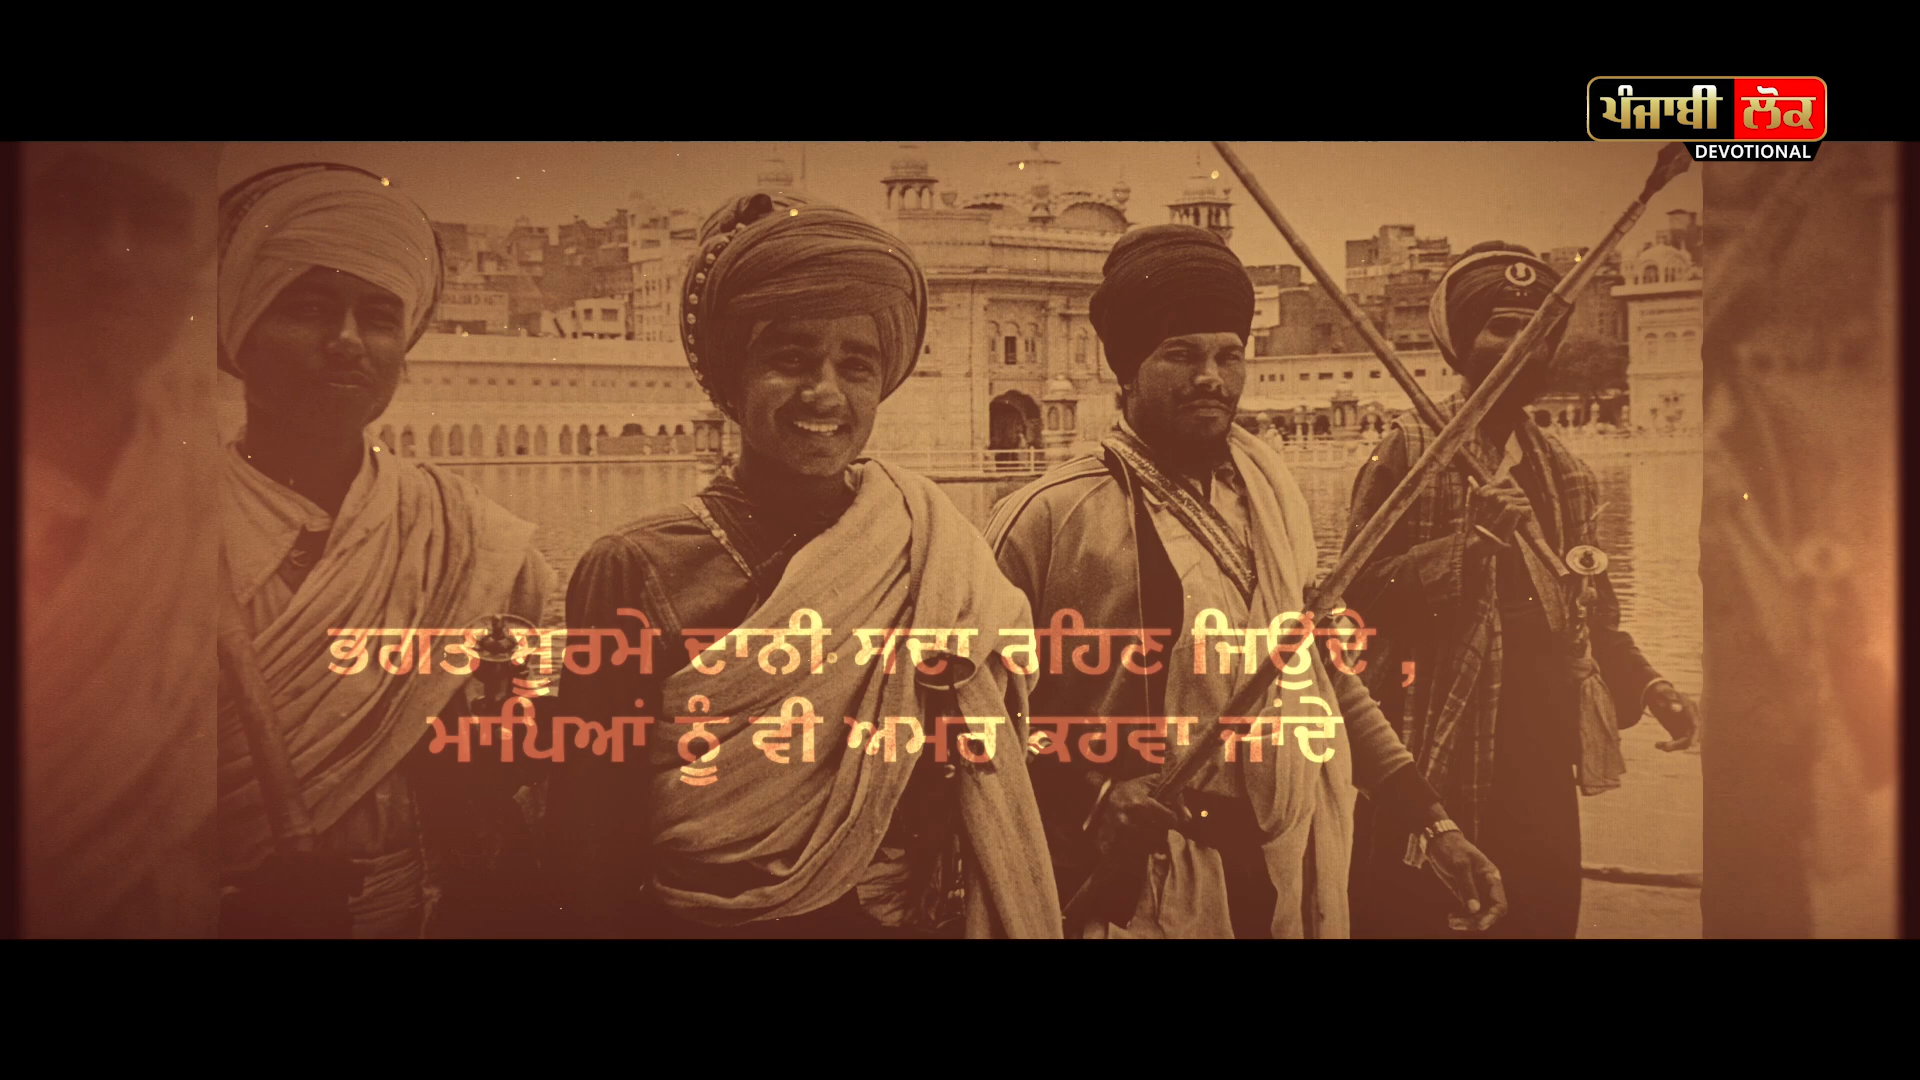 ਪੰਜਾਬੀ ਲੋਕ
DEVOTIONAL
ਭਗਤ ਸੂਰਮੇ ਦਾਨੀ ਸਦਾ ਰਹਿਣ ਜਿਉਂਦੇ ,
ਮਾਪਿਆਂ ਨੂੰ ਵੀ ਅਮਰ ਕਰਵਾ ਜਾਂਦੇ